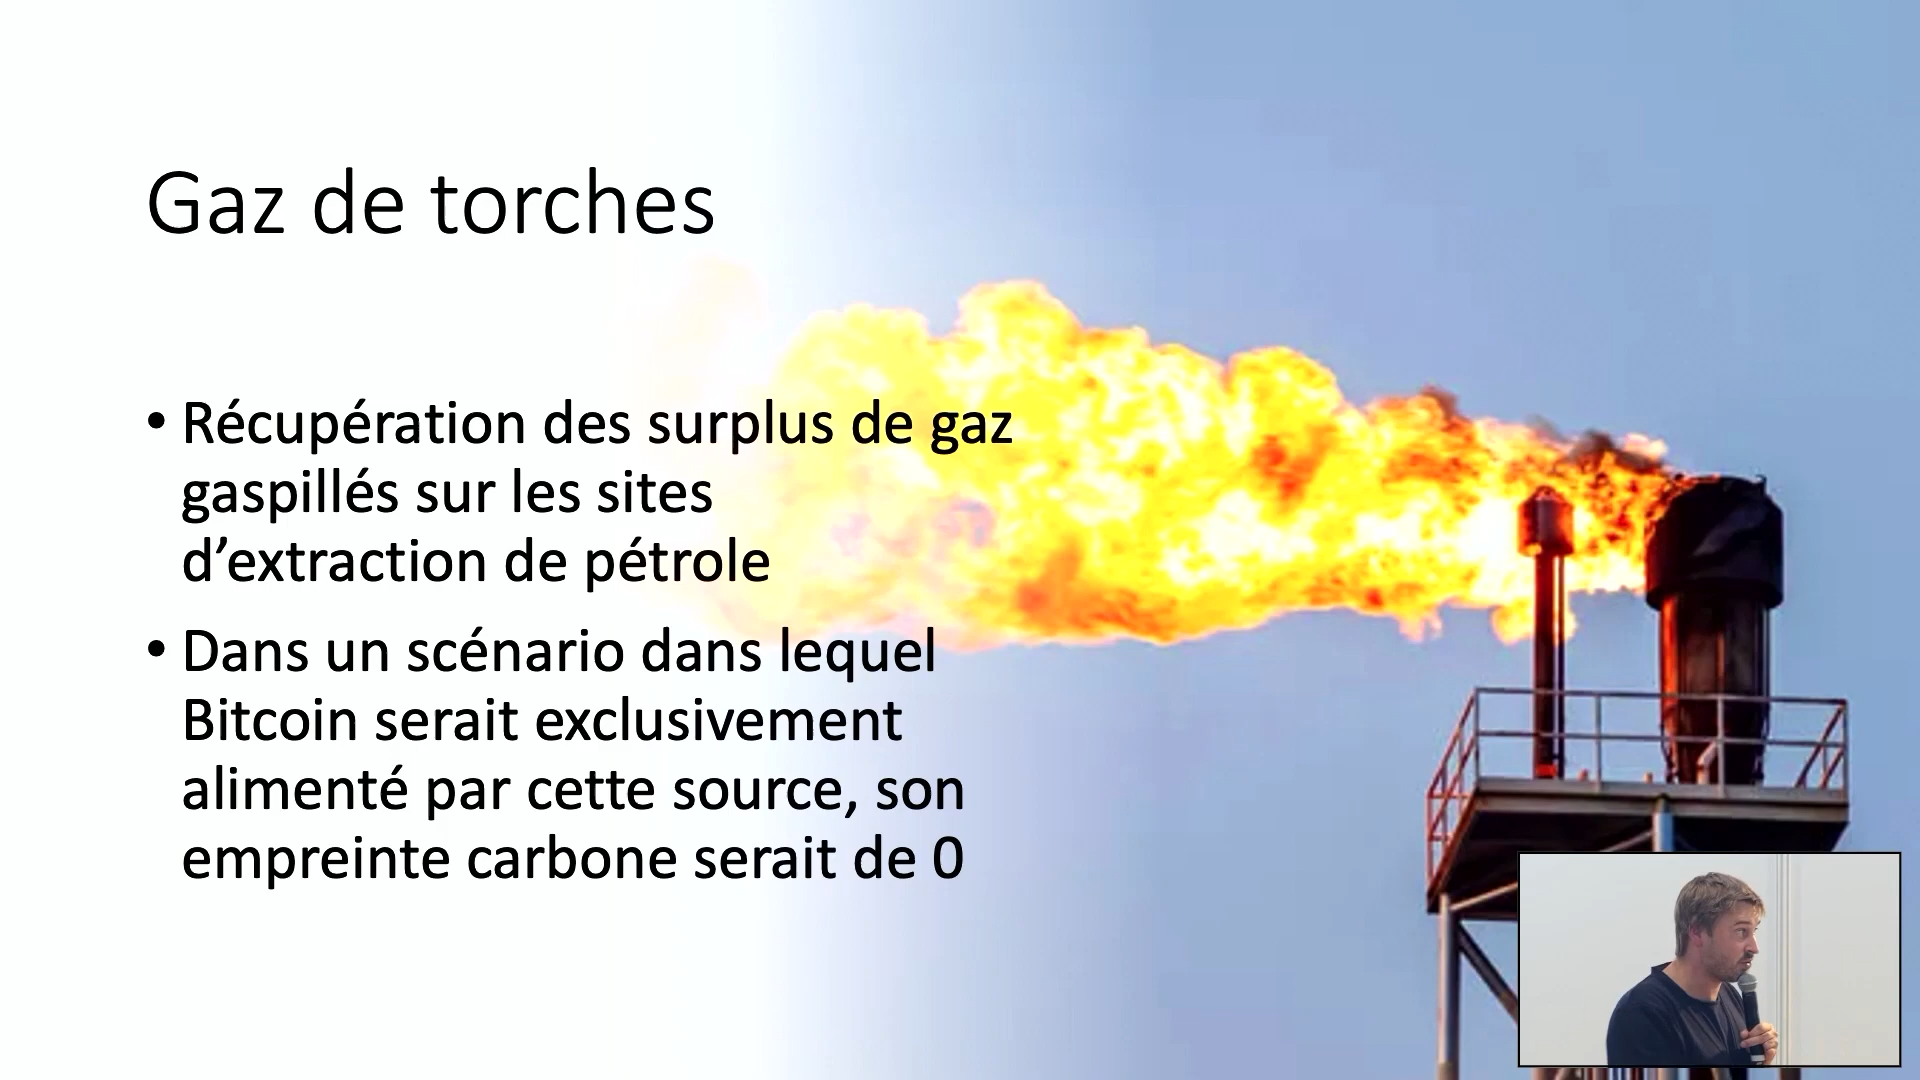 Gaz de torches
• Récupération des surplus de gaz
gaspillés sur les sites
d’extraction de pétrole
• Dans un scénario dans lequel
Bitcoin serait exclusivement
alimenté par cette source, son
empreinte carbone serait de 0